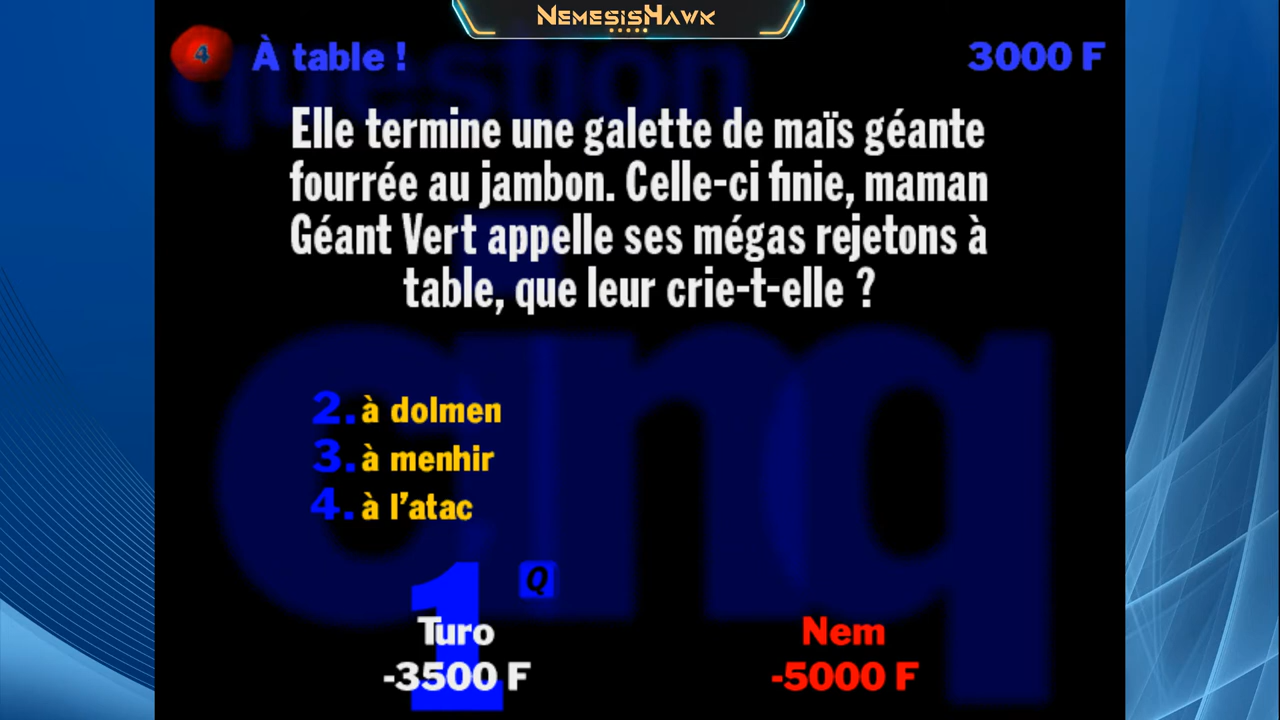 NemesisHawk
4 À table !
3000 F
question
Elle termine une galette de maïs géante
fourrée au jambon. Celle-ci finie, maman
Géant Vert appelle ses mégas rejetons à
table, que leur crie-t-elle ?
cinq
2. à dolmen
3. à menhir
4. à l'atac
1
Q
Turo
-3500 F
Nem
-5000 F